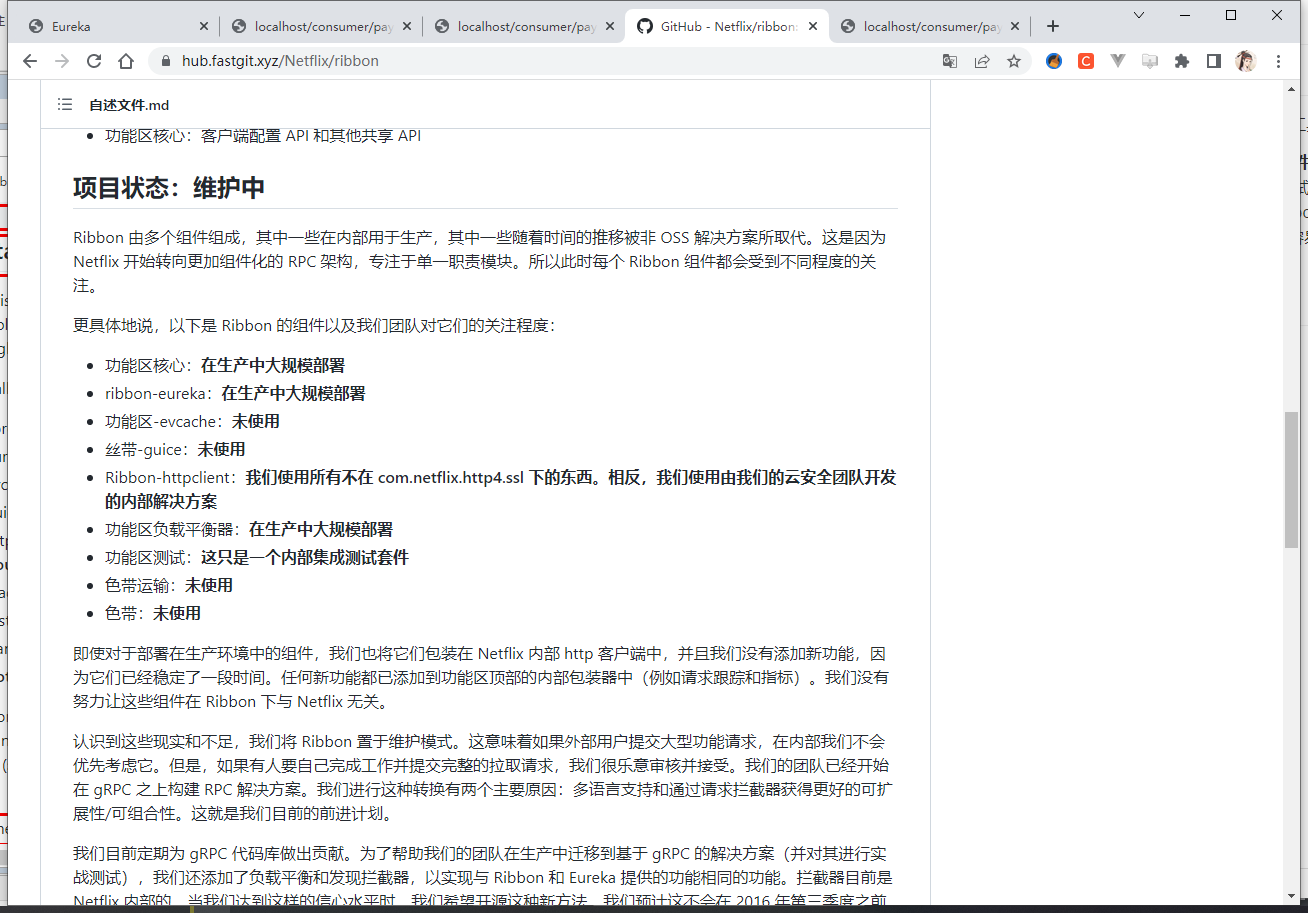 Eureka
localhost/consumer/pay
localhost/consumer/pay
GitHub - Netflix/ribbon:
localhost/consumer/pay
hub.fastgit.xyz/Netflix/ribbon
自述文件.md
功能区核心：客户端配置 API 和其他共享 API
项目状态：维护中
Ribbon 由多个组件组成，其中一些在内部用于生产，其中一些随着时间的推移被非 OSS 解决方案所取代。这是因为
Netflix 开始转向更加组件化的 RPC 架构，专注于单一职责模块。所以此时每个 Ribbon 组件都会受到不同程度的关
注。
更具体地说，以下是 Ribbon 的组件以及我们团队对它们的关注程度：
功能区核心：在生产中大规模部署
ribbon-eureka：在生产中大规模部署
功能区-evcache：未使用
丝带-guice：未使用
Ribbon-httpclient：我们使用所有不在 com.netflix.http4.ssl 下的东西。相反，我们使用由我们的云安全团队开发
的内部解决方案
功能区负载平衡器：在生产中大规模部署
功能区测试：这只是一个内部集成测试套件
色带运输：未使用
色带：未使用
即使对于部署在生产环境中的组件，我们也将它们包装在 Netflix 内部 http 客户端中，并且我们没有添加新功能，因
为它们已经稳定了一段时间。任何新功能都已添加到功能区顶部的内部包装器中（例如请求跟踪和指标）。我们没有
努力让这些组件在 Ribbon 下与 Netflix 无关。
认识到这些现实和不足，我们将 Ribbon 置于维护模式。这意味着如果外部用户提交大型功能请求，在内部我们不会
优先考虑它。但是，如果有人要自己完成工作并提交完整的拉取请求，我们很乐意审核并接受。我们的团队已经开始
在 gRPC 之上构建 RPC 解决方案。我们进行这种转换有两个主要原因：多语言支持和通过请求拦截器获得更好的可扩
展性/可组合性。这就是我们目前的前进计划。
我们目前定期为 gRPC 代码库做出贡献。为了帮助我们的团队在生产中迁移到基于 gRPC 的解决方案（并对其进行实
战测试），我们还添加了负载平衡和发现拦截器，以实现与 Ribbon 和 Eureka 提供的功能相同的功能。拦截器目前是
Netflix 内部的。当我们达到这样的信心水平时，我们希望开源这种新方法。我们预计这不会在 2016 年第三季度之前